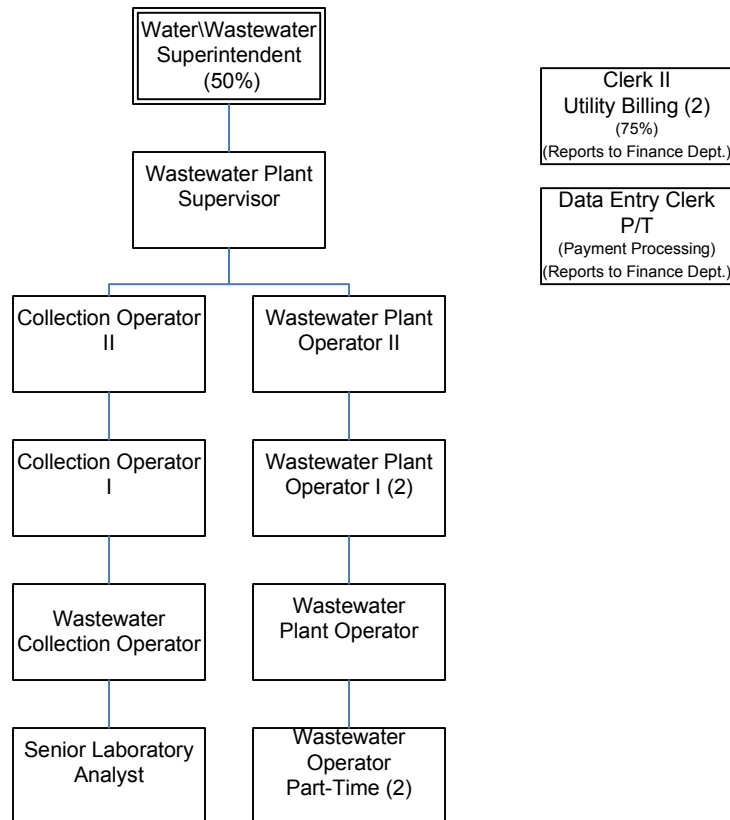 Water\Wastewater
Superintendent
(50%)
Clerk II
Utility Billing (2)
(75%)
(Reports to Finance Dept.)
Wastewater Plant
Supervisor
Data Entry Clerk
P/T
(Payment Processing)
(Reports to Finance Dept.)
Collection Operator
II
Wastewater Plant
Operator II
Collection Operator
I
Wastewater Plant
Operator I (2)
Wastewater
Collection Operator
Wastewater
Plant Operator
Senior Laboratory
Analyst
Wastewater
Operator
Part-Time (2)